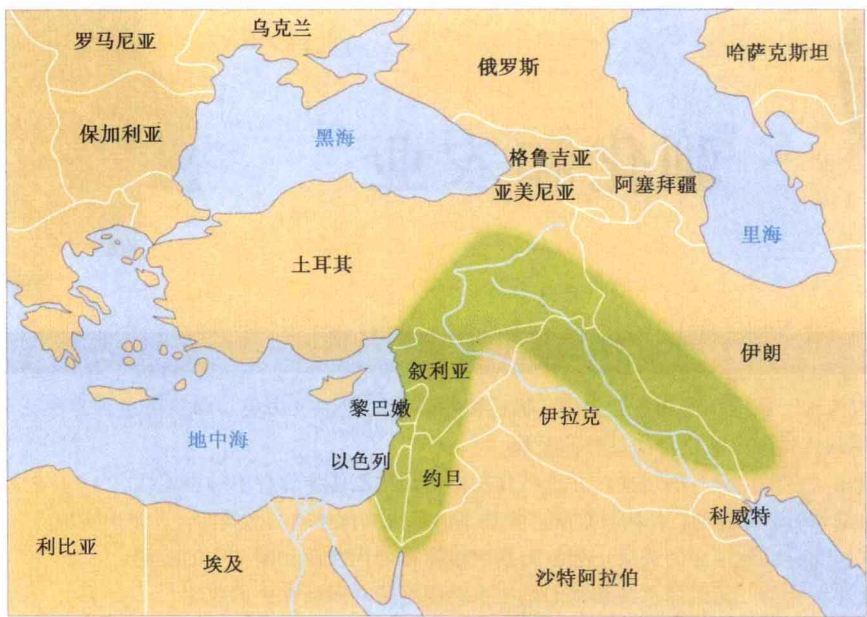 乌克兰
罗马尼亚
哈萨克斯坦
俄罗斯
保加利亚
黑海
格鲁吉亚
阿塞拜疆
亚美尼亚
里海
土耳其
伊朗
叙利亚
黎巴嫩
伊拉克
地中海
以色列
约旦
科威特
利比亚
埃及
沙特阿拉伯